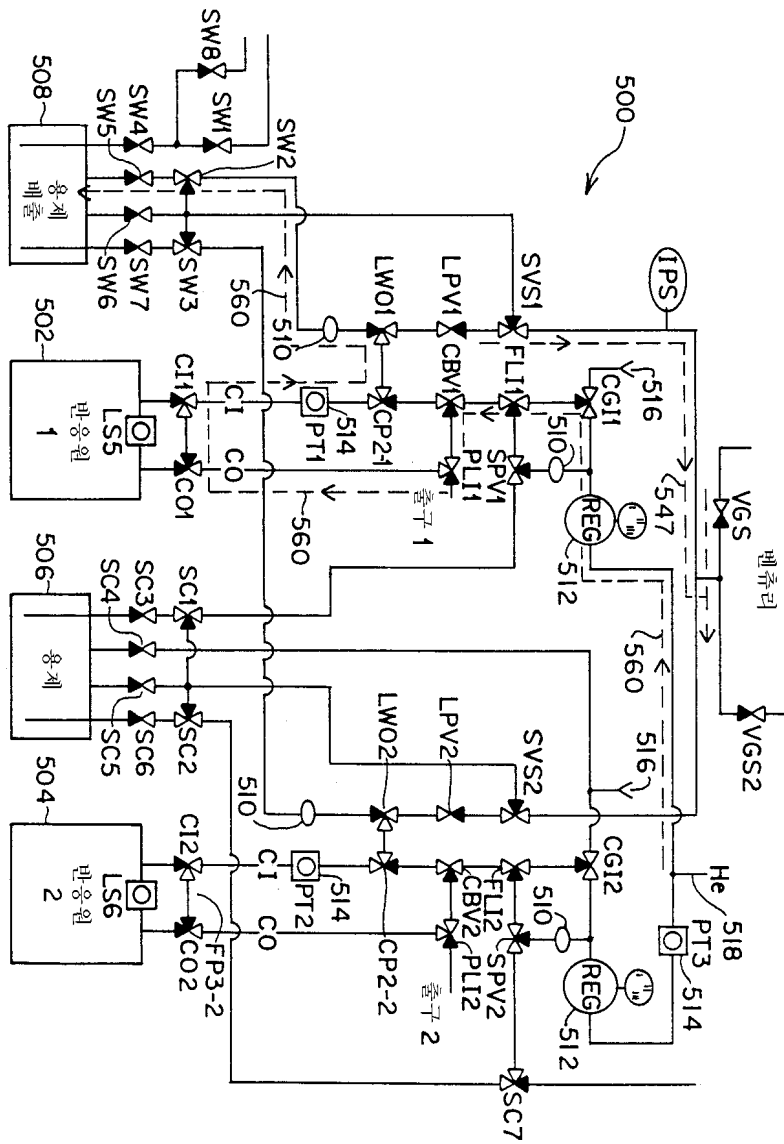 500
IPS
VGS
벤튜리
VGS2
547
SVS1
FLI1
CGI1
516
510
REG
512
SPV1
LPV1
CBV1
PLI1
출구 1
LWO1
CP2-1
510
514
PT1
CI
CO
560
560
560
SW8
SW1
SW2
SW3
SW4
SW5
SW6
SW7
508
용제
배출
CI1
CO1
502
LS5
반응원
1
SC1
SC2
SC3
SC4
SC5
SC6
506
용제
SVS2
FLI2
CGI2
516
510
REG
512
He
518
PT3
514
SPV2
SC7
LPV2
CBV2
PLI2
출구 2
LWO2
CP2-2
510
514
PT2
CI
CO
CI2
CO2
FP3-2
504
LS6
반응원
2